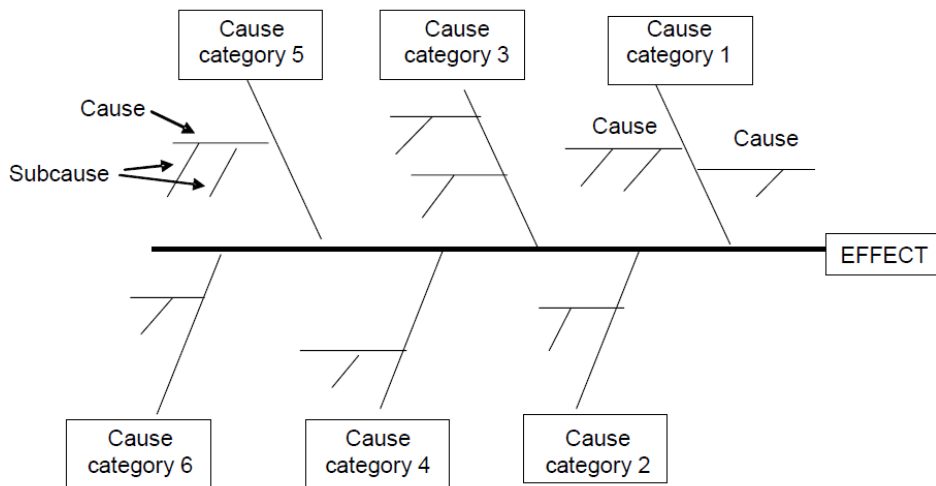 Cause
category 5
Cause
category 3
Cause
category 1
Cause
Subcause
Cause
Cause
EFFECT
Cause
category 6
Cause
category 4
Cause
category 2